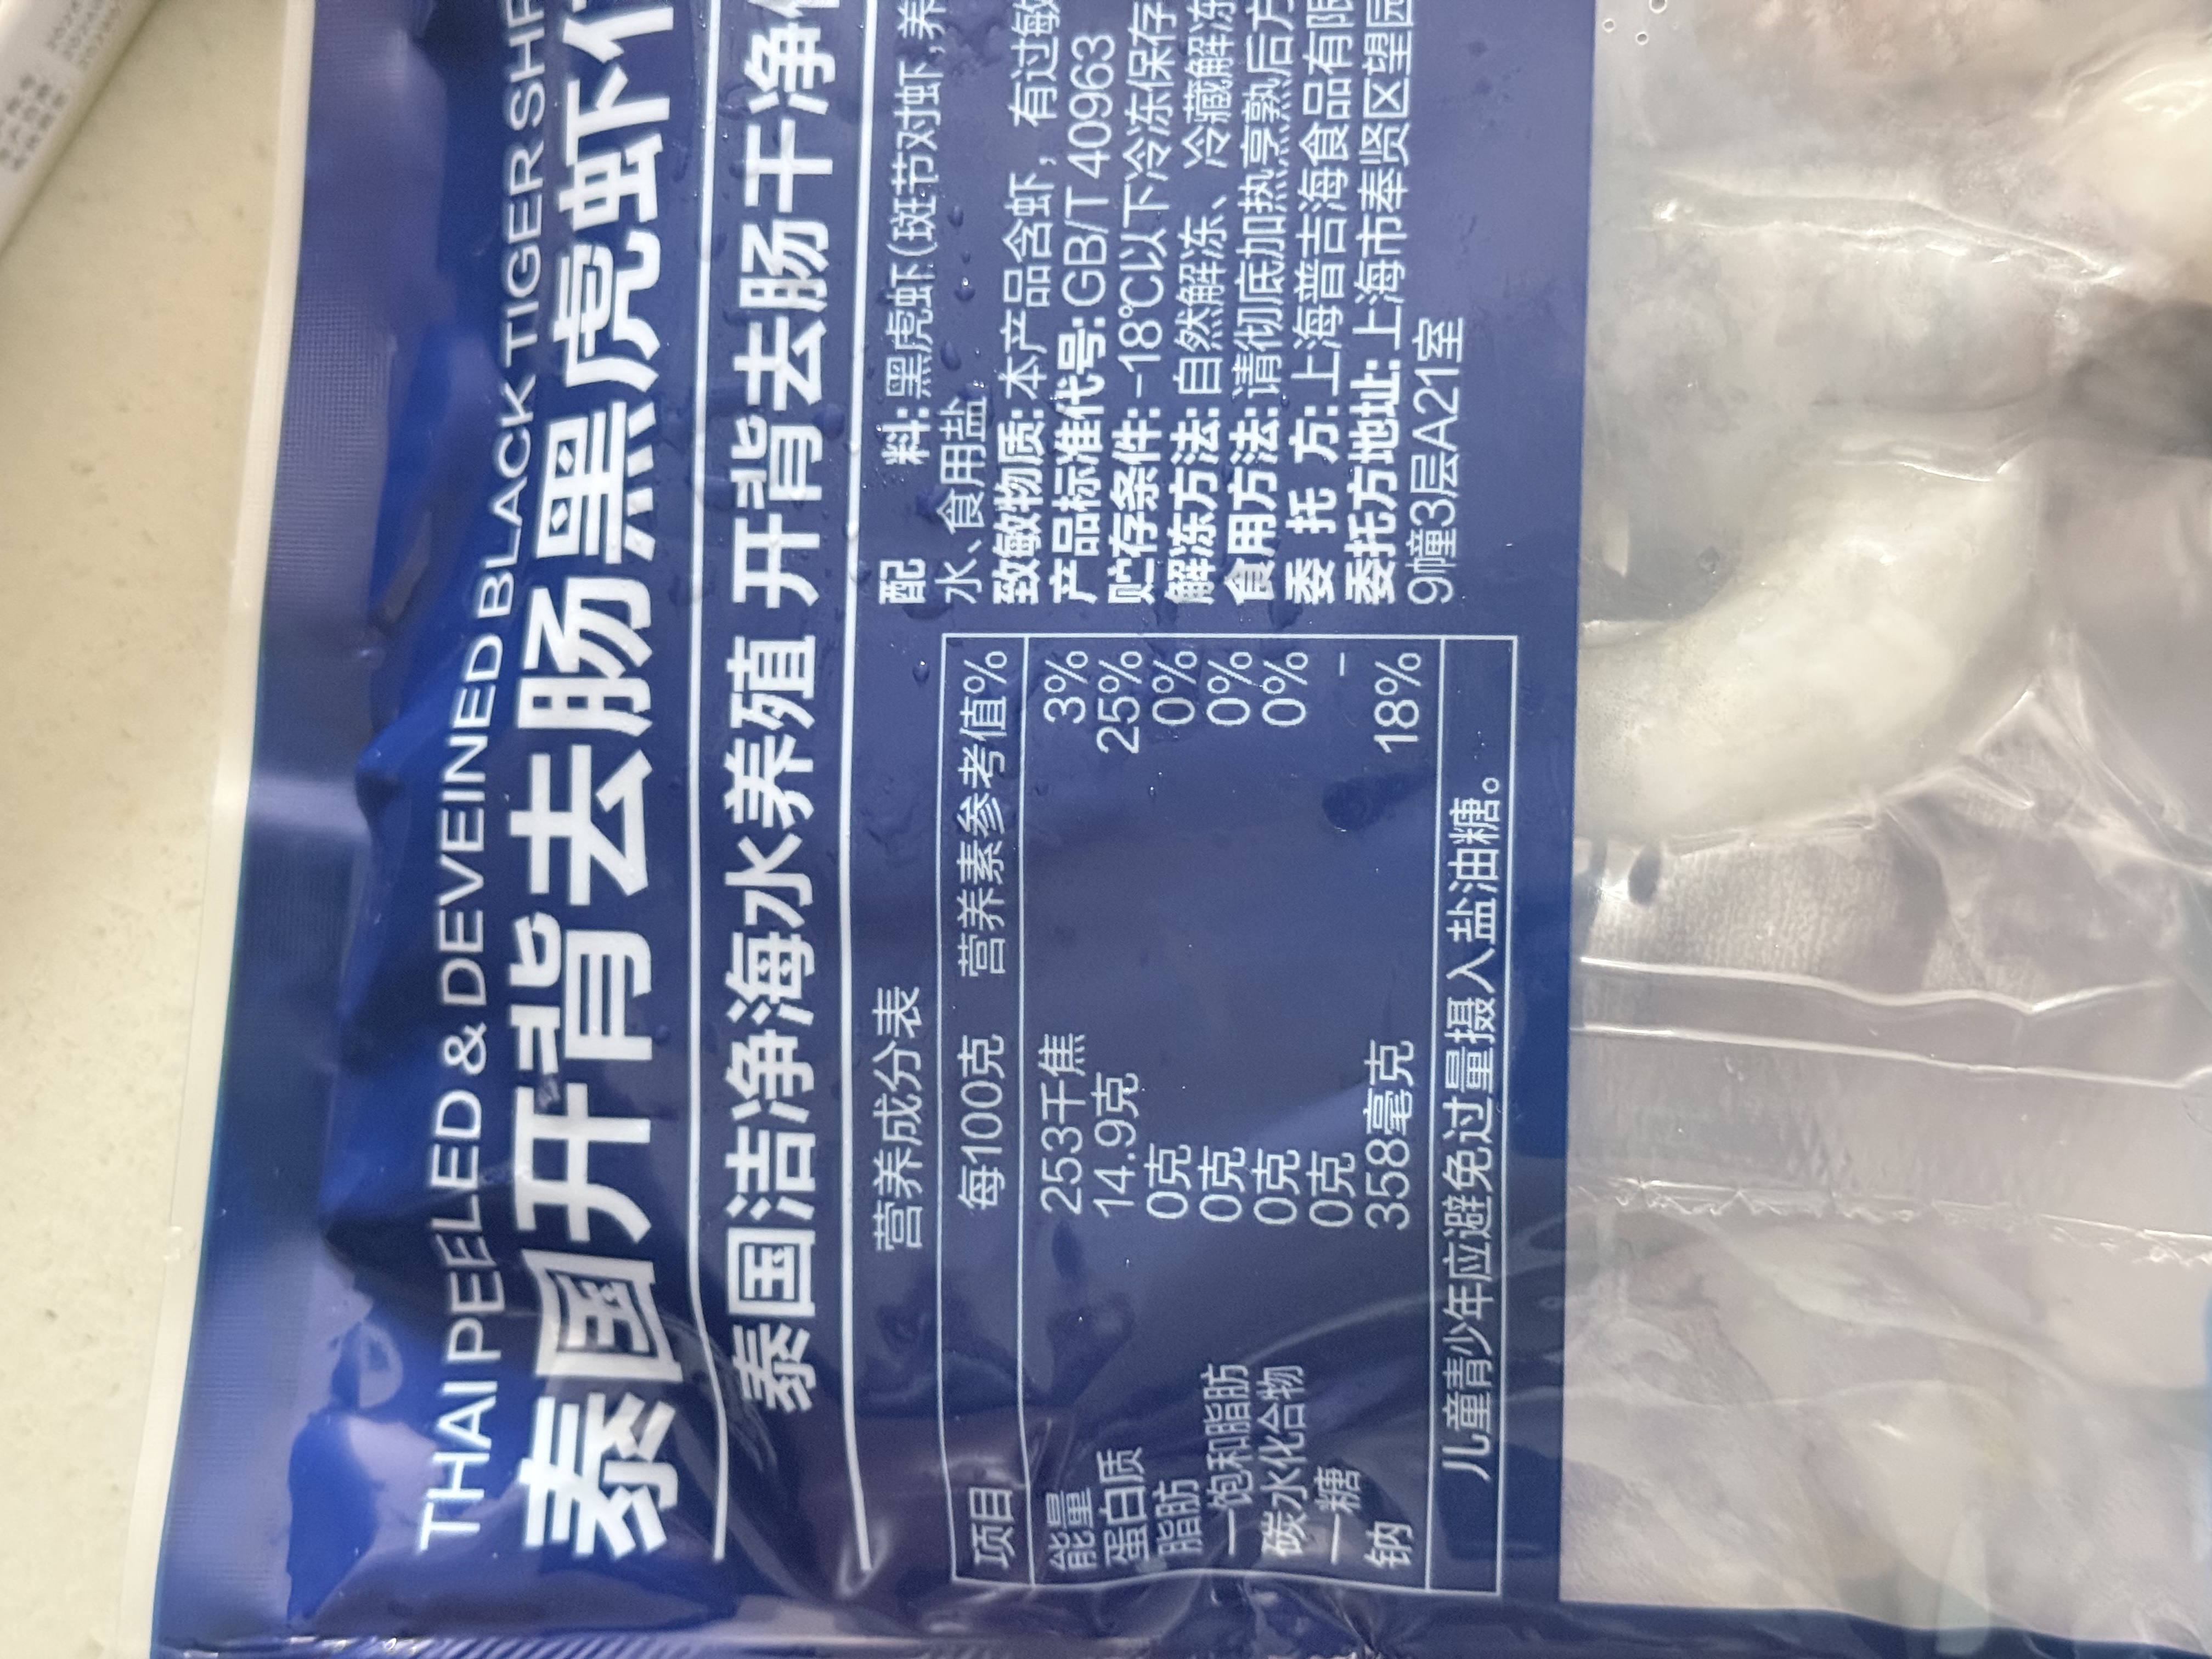 THAI PEELED & DEVEINED BLACK TIGER SHR
泰国开背去肠黑虎虾
泰国洁净海水养殖 开背去肠干净
营养成分表
项目 每100克 营养素参考值%
能量 253千焦 3%
蛋白质 14.9克 25%
脂肪 0克 0%
—饱和脂肪 0克 0%
碳水化合物 0克 0%
—糖 0克 –
钠 358毫克 18%
儿童青少年应避免过量摄入盐油糖。
配 料:黑虎虾(斑节对虾,养
水、食用盐
致敏物质:本产品含虾，有过敏
产品标准代号:GB/T 40963
贮存条件:-18℃以下冷冻保存
解冻方法:自然解冻、冷藏解冻
食用方法:请彻底加热烹熟后方
委 托 方:上海普吉海食品有限
委托方地址:上海市奉贤区望园
9幢3层A21室